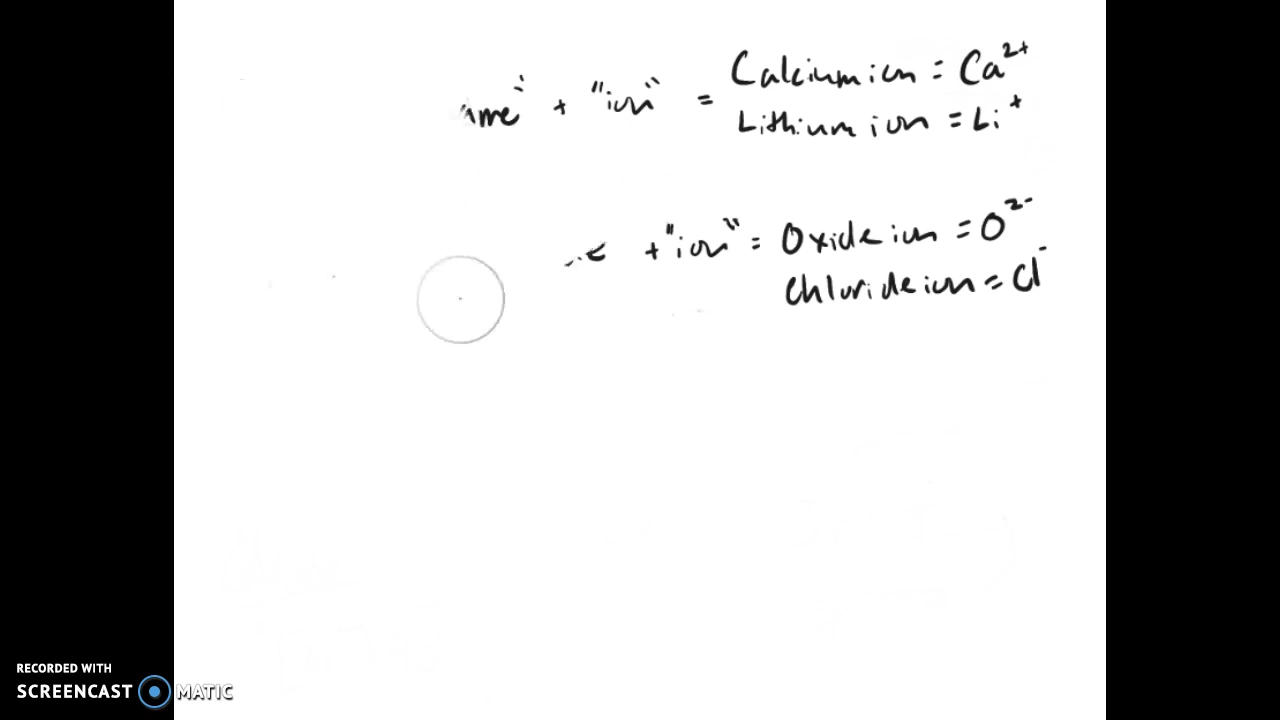 + "ion" = Calcium ion = Ca²⁺
Lithium ion = Li⁺
+ "ion" = Oxide ion = O²⁻
Chloride ion = Cl⁻
RECORDED WITH
SCREENCAST MATIC